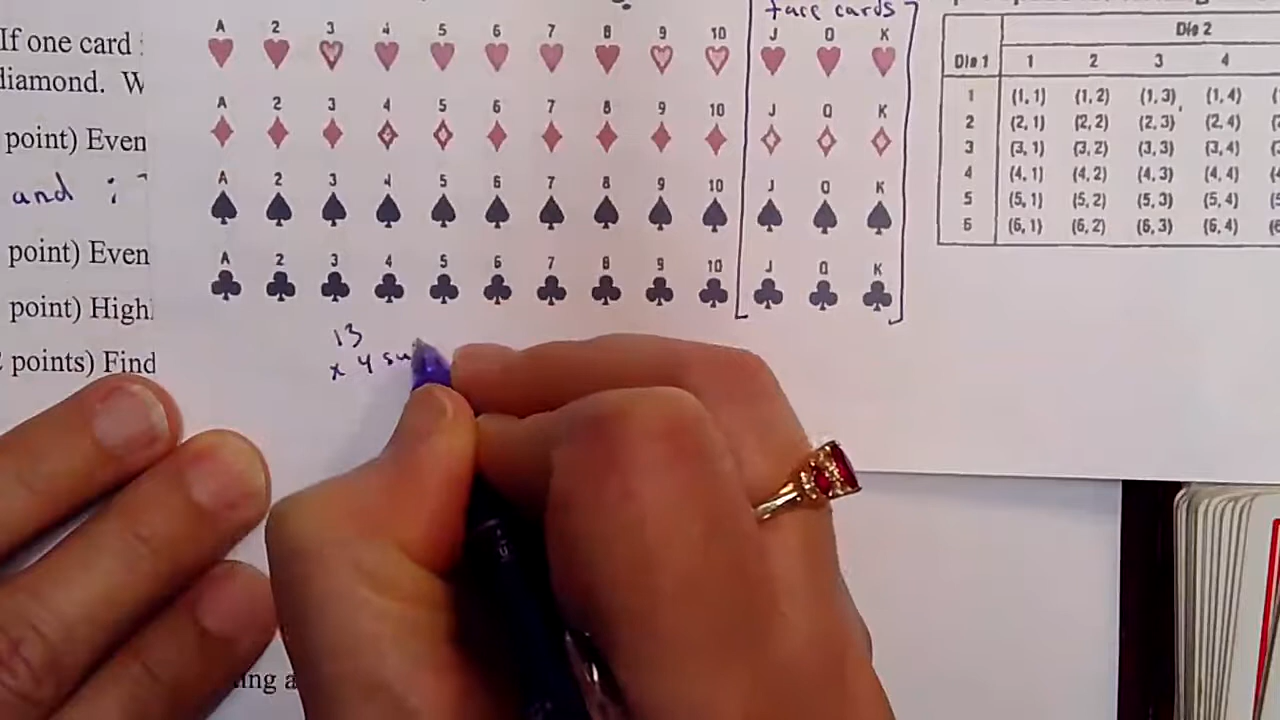 face cards
If one card
diamond. W
point) Even
and
point) Even
point) High
points) Find
A 2 3 4 5 6 7 8 9 10 J Q K
A 2 3 4 5 6 7 8 9 10 J Q K
A 2 3 4 5 6 7 8 9 10 J Q K
A 2 3 4 5 6 7 8 9 10 J Q K
13
x 4 su
Die 2
Die 1 1 2 3 4
1 (1, 1) (1, 2) (1, 3) (1, 4)
2 (2, 1) (2, 2) (2, 3) (2, 4)
3 (3, 1) (3, 2) (3, 3) (3, 4)
4 (4, 1) (4, 2) (4, 3) (4, 4)
5 (5, 1) (5, 2) (5, 3) (5, 4)
6 (6, 1) (6, 2) (6, 3) (6, 4)
ing a